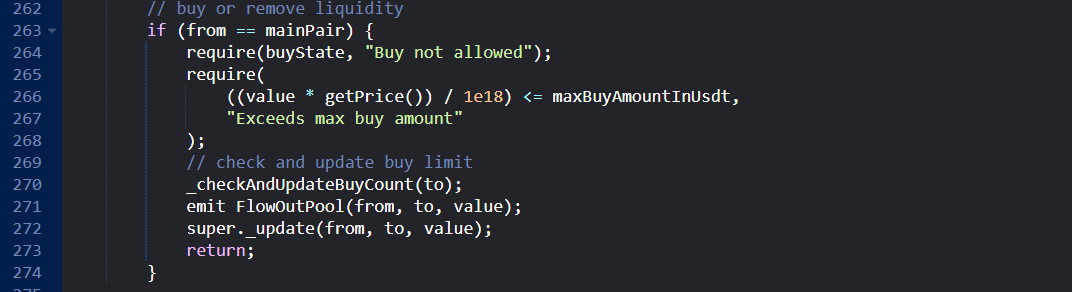 262 // buy or remove liquidity
263 if (from == mainPair) {
264 require(buyState, "Buy not allowed");
265 require(
266 ((value * getPrice()) / 1e18) <= maxBuyAmountInUsdt,
267 "Exceeds max buy amount"
268 );
269 // check and update buy limit
270 _checkAndUpdateBuyCount(to);
271 emit FlowOutPool(from, to, value);
272 super._update(from, to, value);
273 return;
274 }